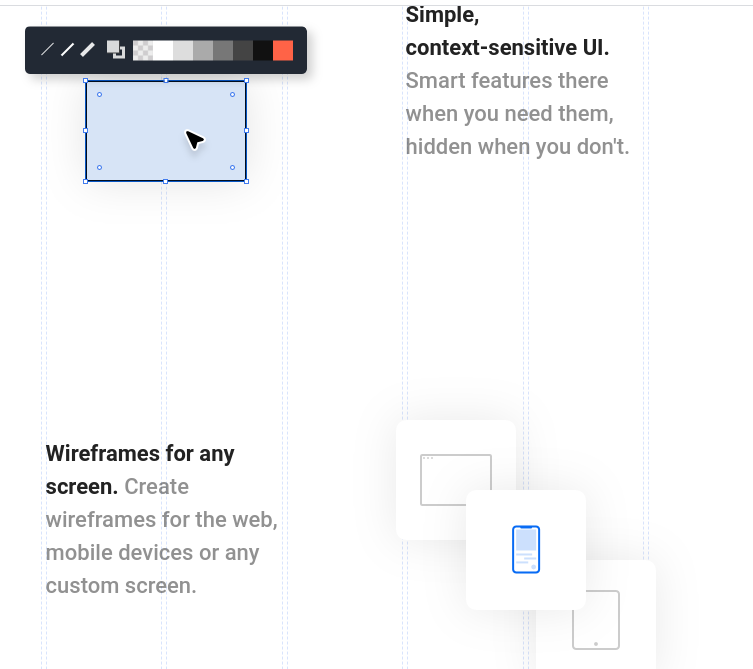 Simple,
context-sensitive UI.
Smart features there
when you need them,
hidden when you don't.
Wireframes for any
screen. Create
wireframes for the web,
mobile devices or any
custom screen.